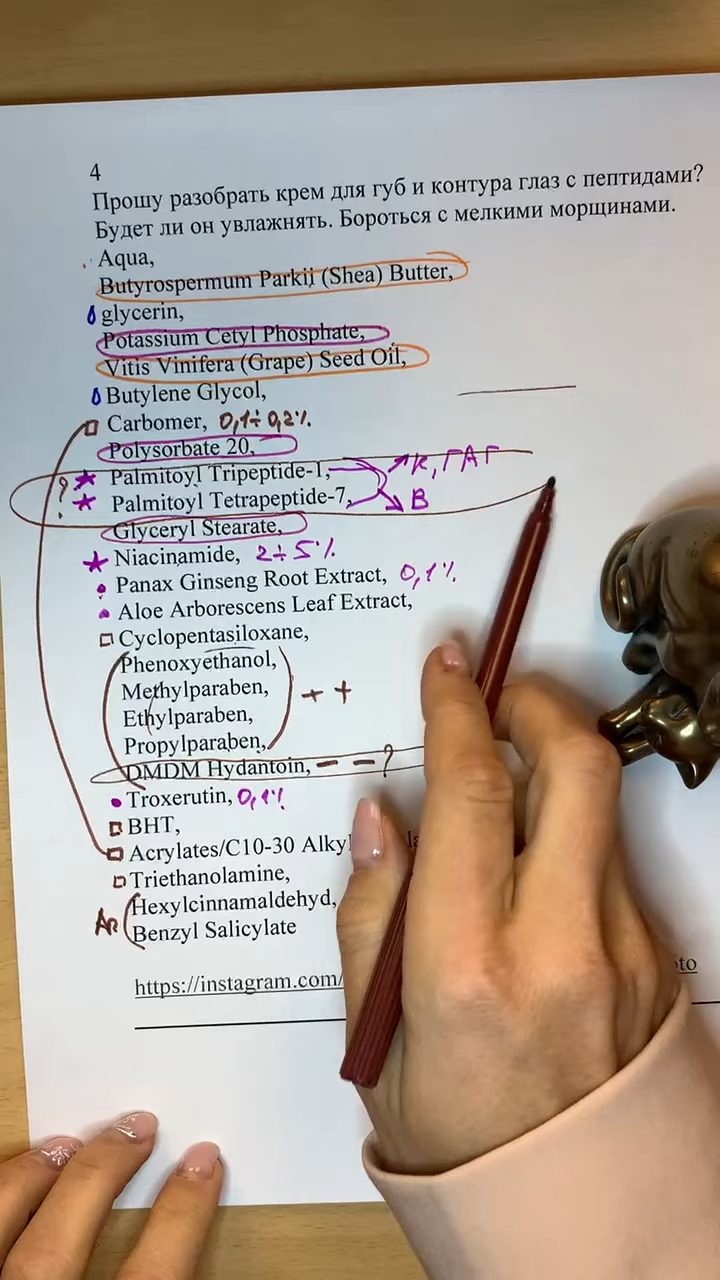 4
Прошу разобрать крем для губ и контура глаз с пептидами?
Будет ли он увлажнять. Бороться с мелкими морщинами.
Aqua,
Butyrospermum Parkii (Shea) Butter,
glycerin,
Potassium Cetyl Phosphate,
Vitis Vinifera (Grape) Seed Oil,
Butylene Glycol,
Carbomer, 0,1÷0,2%
Polysorbate 20,
? Palmitoyl Tripeptide-1, К, ГАГ
Palmitoyl Tetrapeptide-7, В
Glyceryl Stearate,
Niacinamide, 2÷5%
Panax Ginseng Root Extract, 0,1%
Aloe Arborescens Leaf Extract,
Cyclopentasiloxane,
Phenoxyethanol,
Methylparaben, + +
Ethylparaben,
Propylparaben,
DMDM Hydantoin, – – ?
Troxerutin, 0,1%
BHT,
Acrylates/C10-30 Alkyl
Triethanolamine,
Hexylcinnamaldehyd,
Benzyl Salicylate
https://instagram.com/